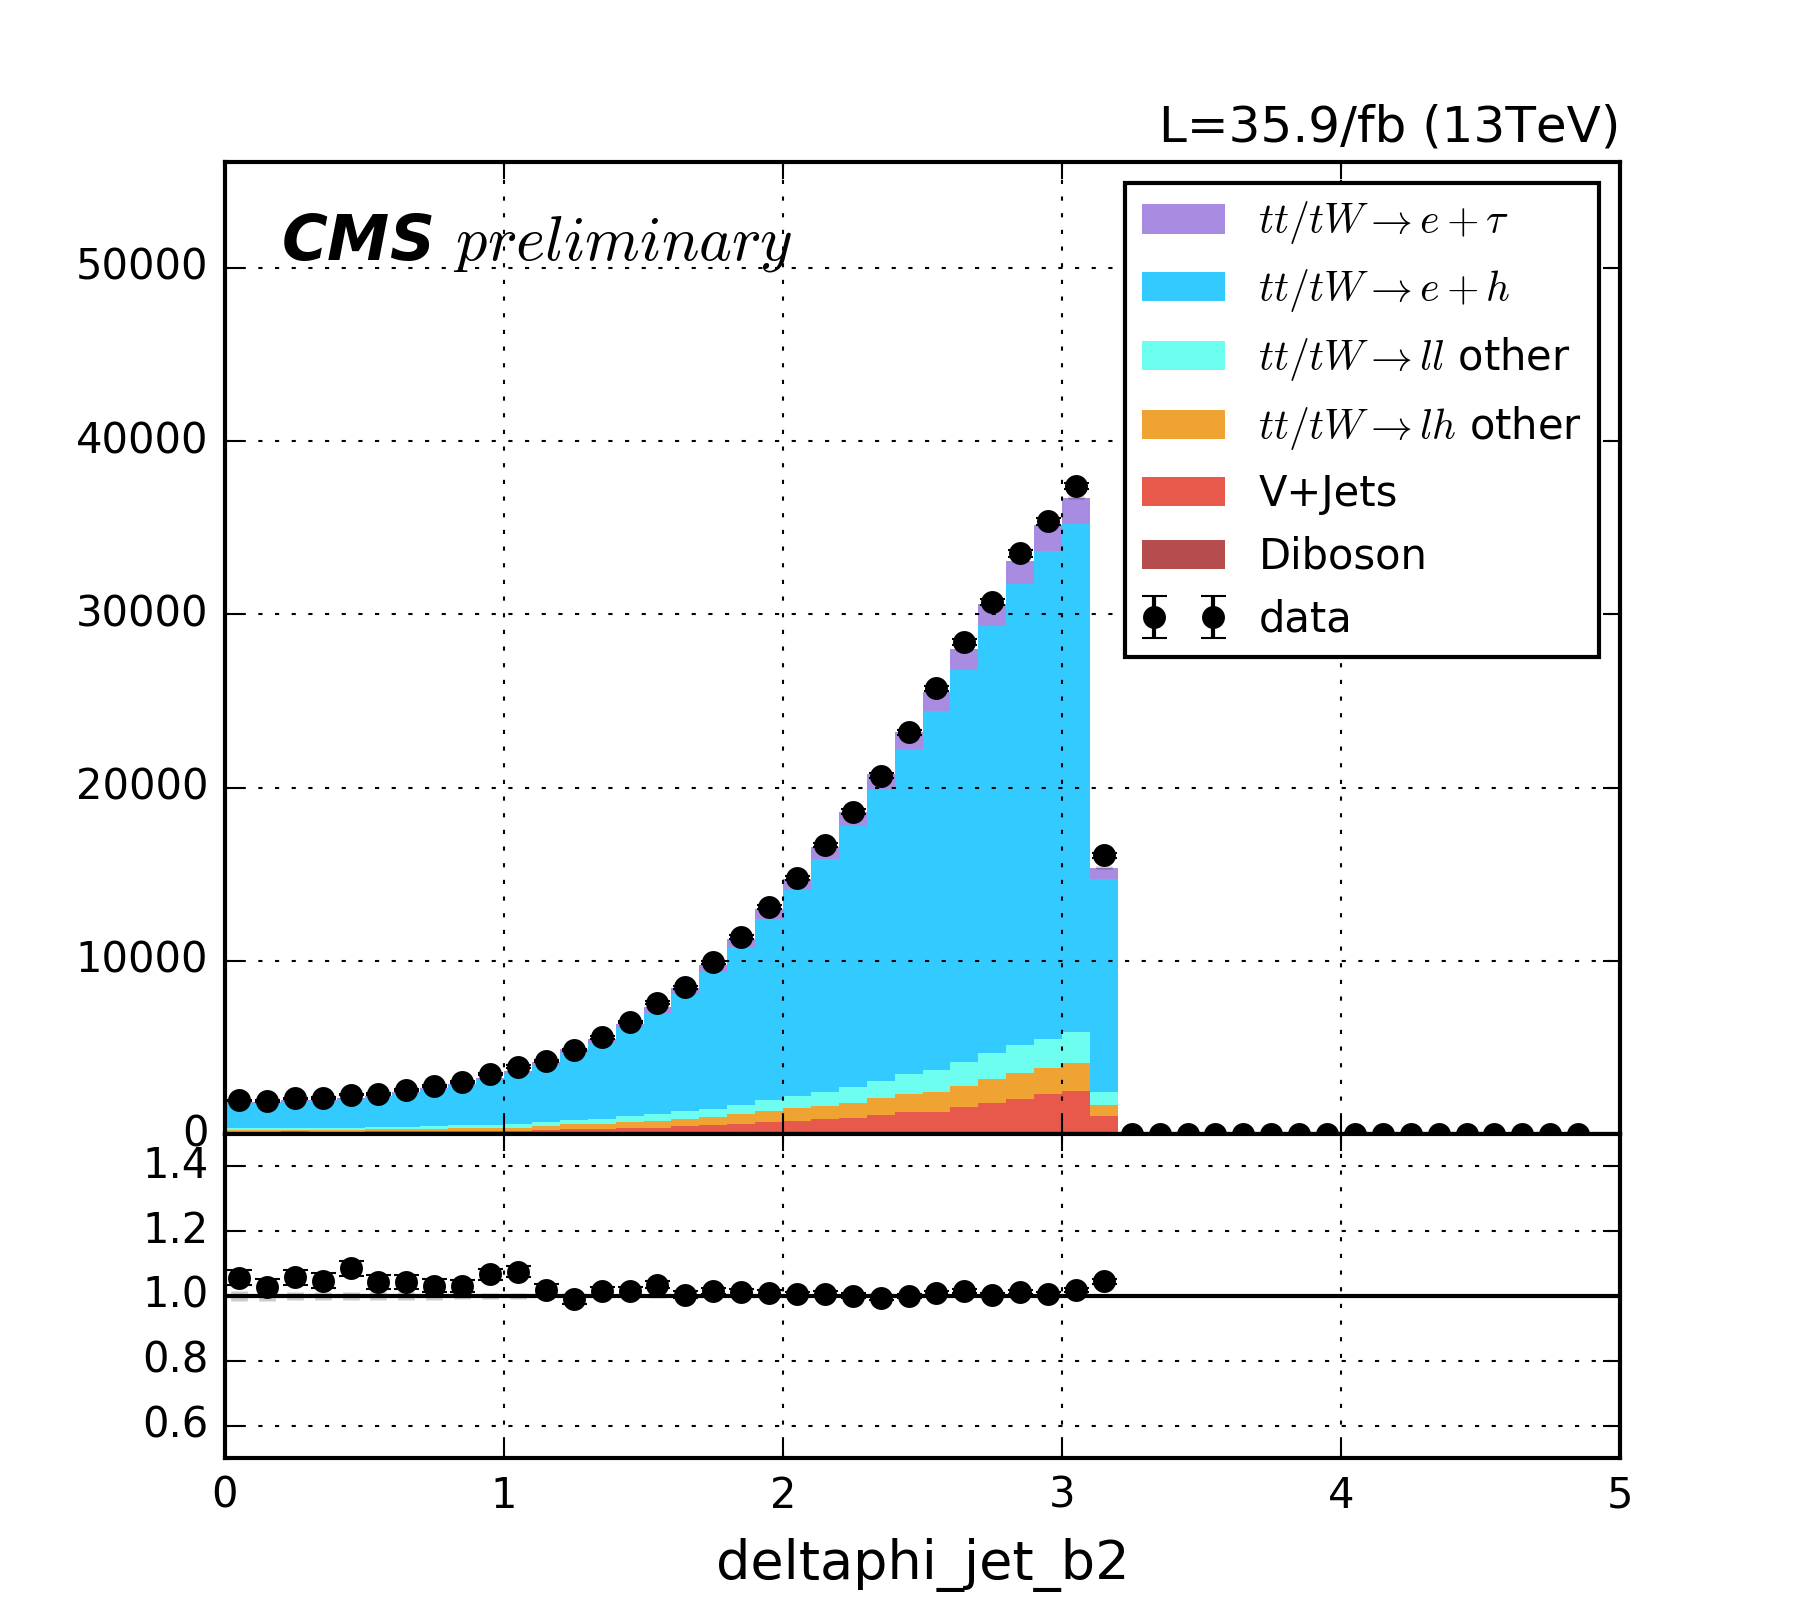 L=35.9/fb (13TeV)
CMS preliminary
tt/tW→e+τ
tt/tW→e+h
tt/tW→ll other
tt/tW→lh other
V+Jets
Diboson
data
50000
40000
30000
20000
10000
0
1.4
1.2
1.0
0.8
0.6
0 1 2 3 4 5
deltaphi_jet_b2